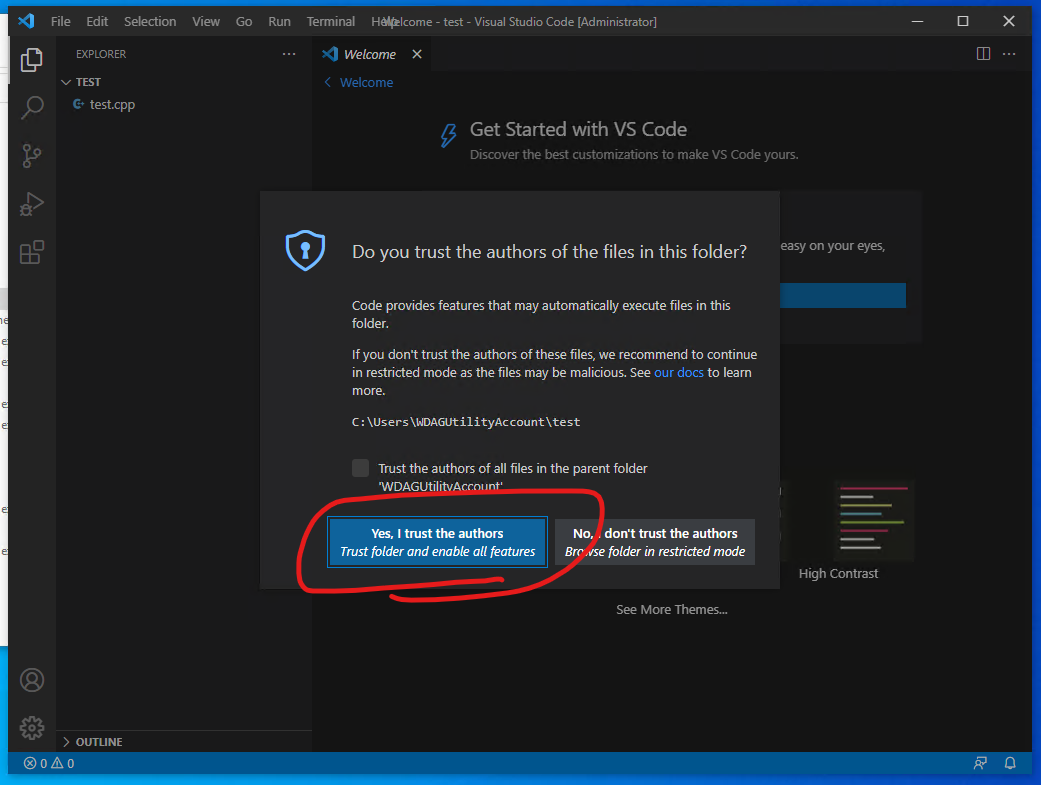 File Edit Selection View Go Run Terminal Help
Welcome - test - Visual Studio Code [Administrator]
EXPLORER
Welcome
TEST
Welcome
test.cpp
Get Started with VS Code
Discover the best customizations to make VS Code yours.
easy on your eyes,
Do you trust the authors of the files in this folder?
Code provides features that may automatically execute files in this
folder.
If you don't trust the authors of these files, we recommend to continue
in restricted mode as the files may be malicious. See our docs to learn
more.
C:\Users\WDAGUtilityAccount\test
Trust the authors of all files in the parent folder
'WDAGUtilityAccount'
Yes, I trust the authors
Trust folder and enable all features
No, I don't trust the authors
Browse folder in restricted mode
High Contrast
See More Themes...
OUTLINE
0 0